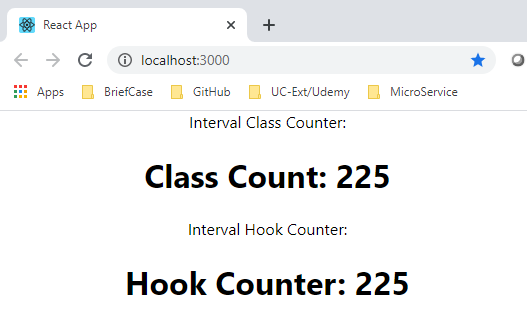 React App
localhost:3000
Apps BriefCase GitHub UC-Ext/Udemy MicroService
Interval Class Counter:
Class Count: 225
Interval Hook Counter:
Hook Counter: 225